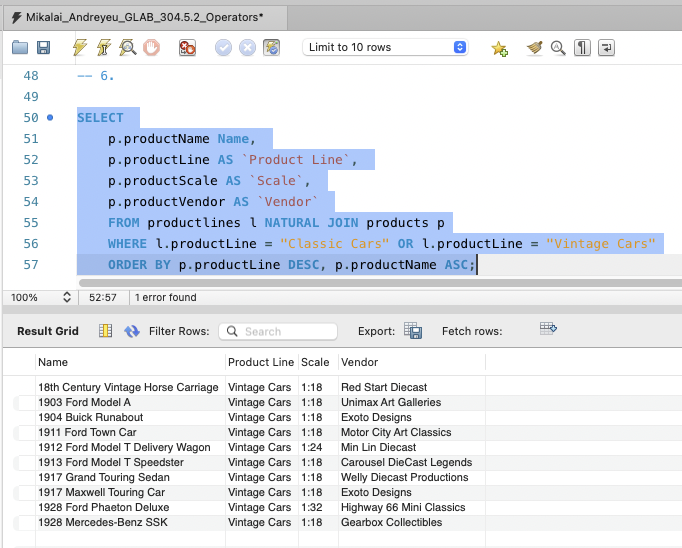 Mikalai_Andreyeu_GLAB_304.5.2_Operators*
Limit to 10 rows
48 -- 6.
49
50 SELECT
51 p.productName Name,
52 p.productLine AS `Product Line`,
53 p.productScale AS `Scale`,
54 p.productVendor AS `Vendor`
55 FROM productlines l NATURAL JOIN products p
56 WHERE l.productLine = "Classic Cars" OR l.productLine = "Vintage Cars"
57 ORDER BY p.productLine DESC, p.productName ASC;
100% 52:57 1 error found
Result Grid Filter Rows: Search Export: Fetch rows:
Name Product Line Scale Vendor
18th Century Vintage Horse Carriage Vintage Cars 1:18 Red Start Diecast
1903 Ford Model A Vintage Cars 1:18 Unimax Art Galleries
1904 Buick Runabout Vintage Cars 1:18 Exoto Designs
1911 Ford Town Car Vintage Cars 1:18 Motor City Art Classics
1912 Ford Model T Delivery Wagon Vintage Cars 1:24 Min Lin Diecast
1913 Ford Model T Speedster Vintage Cars 1:18 Carousel DieCast Legends
1917 Grand Touring Sedan Vintage Cars 1:18 Welly Diecast Productions
1917 Maxwell Touring Car Vintage Cars 1:18 Exoto Designs
1928 Ford Phaeton Deluxe Vintage Cars 1:32 Highway 66 Mini Classics
1928 Mercedes-Benz SSK Vintage Cars 1:18 Gearbox Collectibles